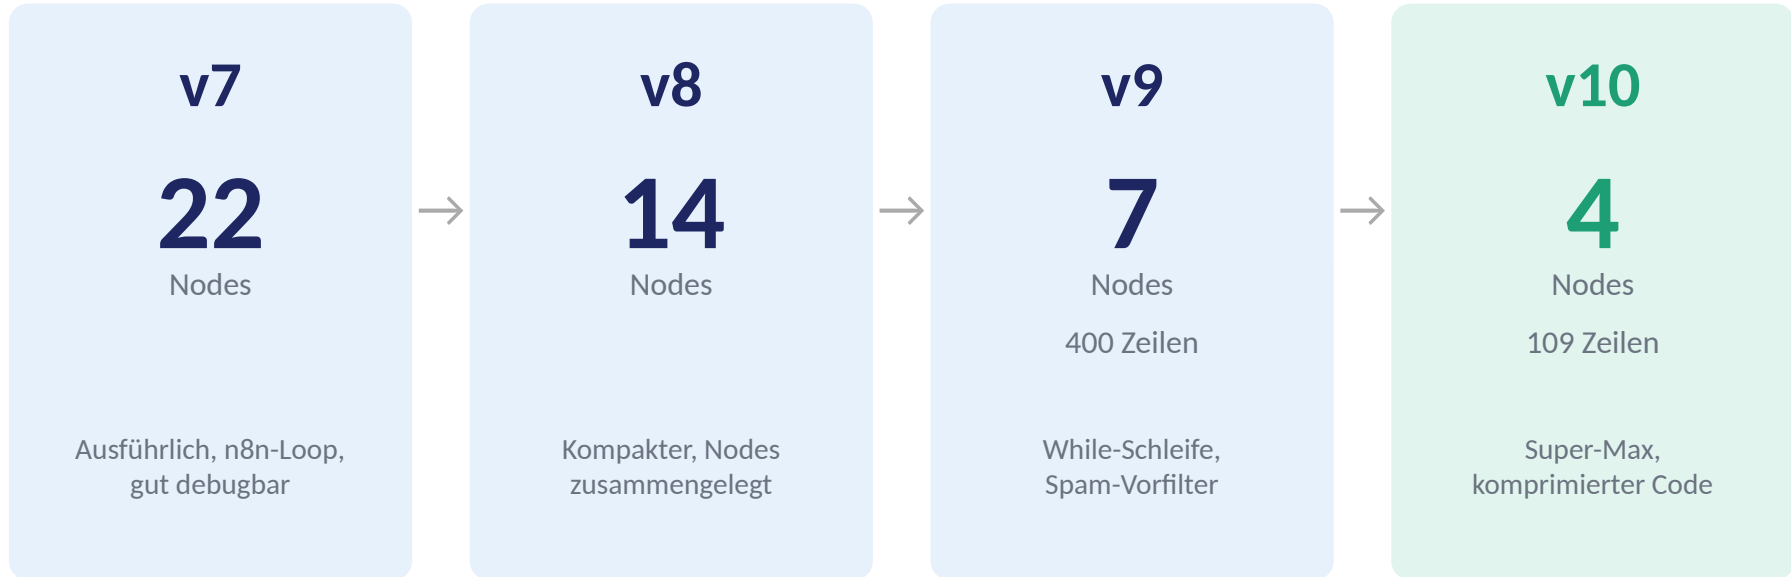 v7
22
Nodes
Ausführlich, n8n-Loop,
gut debugbar
v8
14
Nodes
Kompakter, Nodes
zusammengelegt
v9
7
Nodes
400 Zeilen
While-Schleife,
Spam-Vorfilter
v10
4
Nodes
109 Zeilen
Super-Max,
komprimierter Code